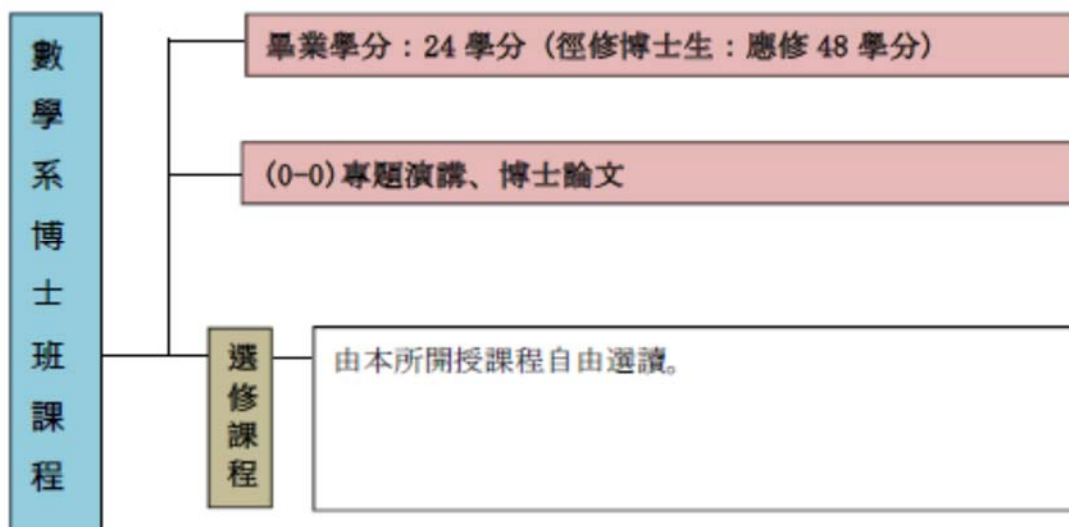 數學系博士班課程
畢業學分：24 學分 (徑修博士生：應修 48 學分)
(0-0)專題演講、博士論文
選修課程
由本所開授課程自由選讀。